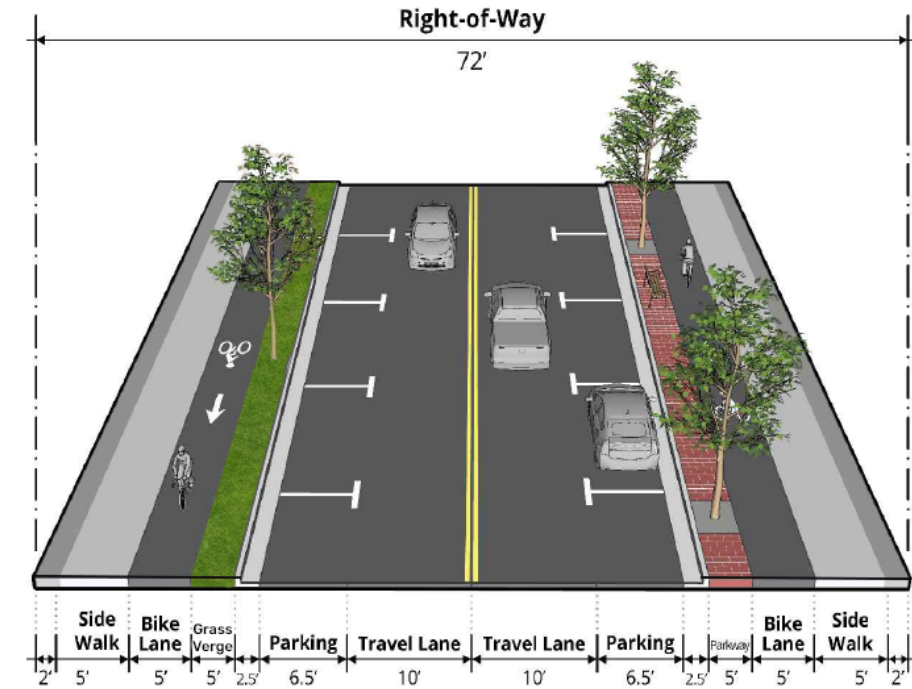 Right-of-Way
72'
Side Walk
Bike Lane
Grass Verge
Parking
Travel Lane
Travel Lane
Parking
Parkway
Bike Lane
Side Walk
2' 5' 5' 5' 2.5' 6.5' 10' 10' 6.5' 2.5' 5' 5' 5' 2'